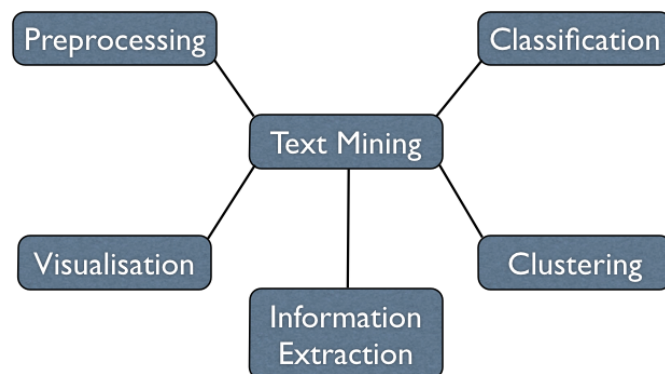 Preprocessing
Classification
Text Mining
Visualisation
Clustering
Information
Extraction